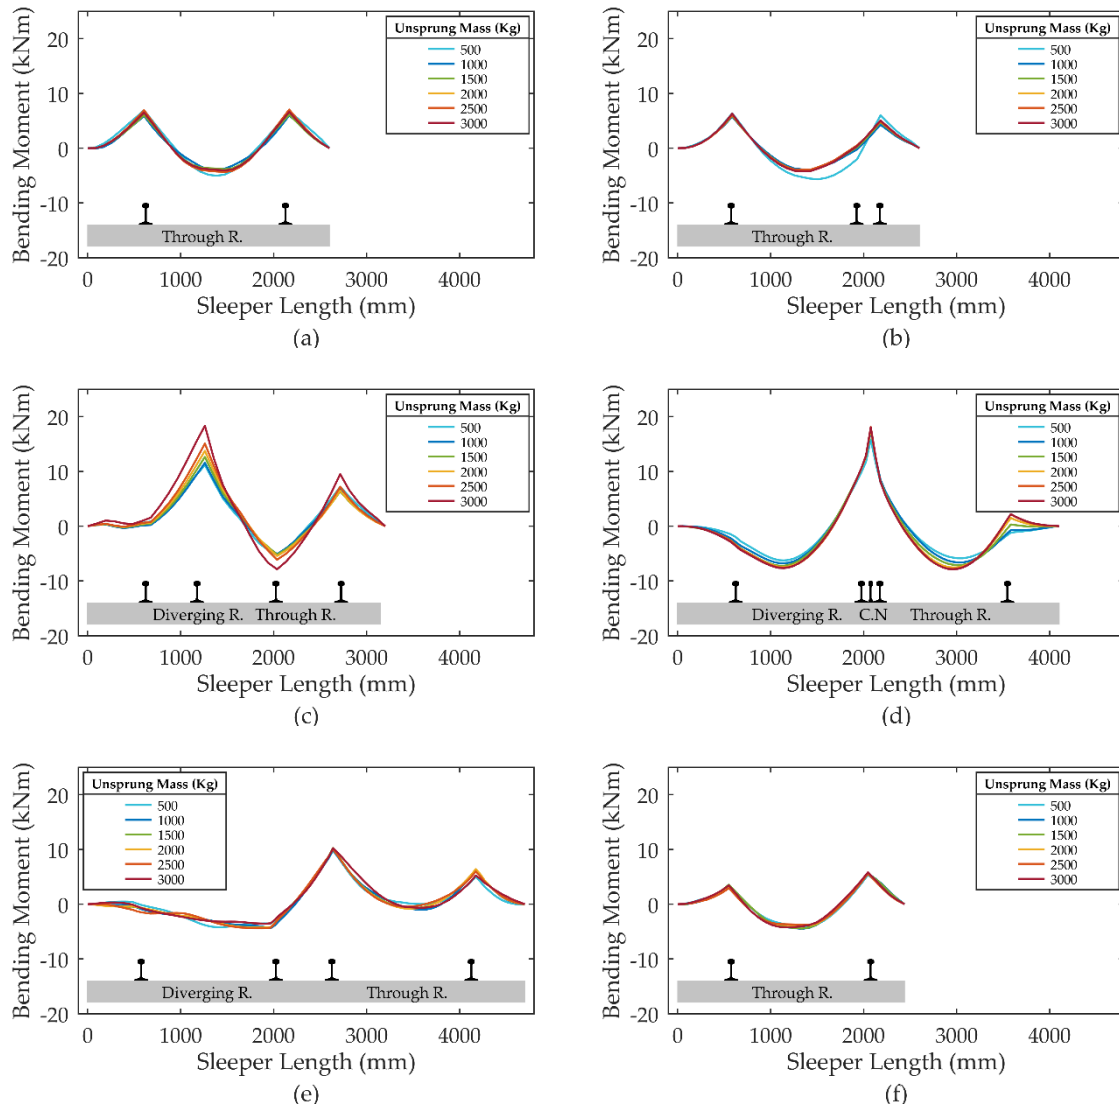 Bending Moment (kNm)
20
10
0
-10
-20
Unsprung Mass (Kg)
500
1000
1500
2000
2500
3000
Through R.
0 1000 2000 3000 4000
Sleeper Length (mm)
(a)
Bending Moment (kNm)
20
10
0
-10
-20
Unsprung Mass (Kg)
500
1000
1500
2000
2500
3000
Through R.
0 1000 2000 3000 4000
Sleeper Length (mm)
(b)
Bending Moment (kNm)
20
10
0
-10
-20
Unsprung Mass (Kg)
500
1000
1500
2000
2500
3000
Diverging R. Through R.
0 1000 2000 3000 4000
Sleeper Length (mm)
(c)
Bending Moment (kNm)
20
10
0
-10
-20
Unsprung Mass (Kg)
500
1000
1500
2000
2500
3000
Diverging R. C.N Through R.
0 1000 2000 3000 4000
Sleeper Length (mm)
(d)
Bending Moment (kNm)
20
10
0
-10
-20
Unsprung Mass (Kg)
500
1000
1500
2000
2500
3000
Diverging R. Through R.
0 1000 2000 3000 4000
Sleeper Length (mm)
(e)
Bending Moment (kNm)
20
10
0
-10
-20
Unsprung Mass (Kg)
500
1000
1500
2000
2500
3000
Through R.
0 1000 2000 3000 4000
Sleeper Length (mm)
(f)